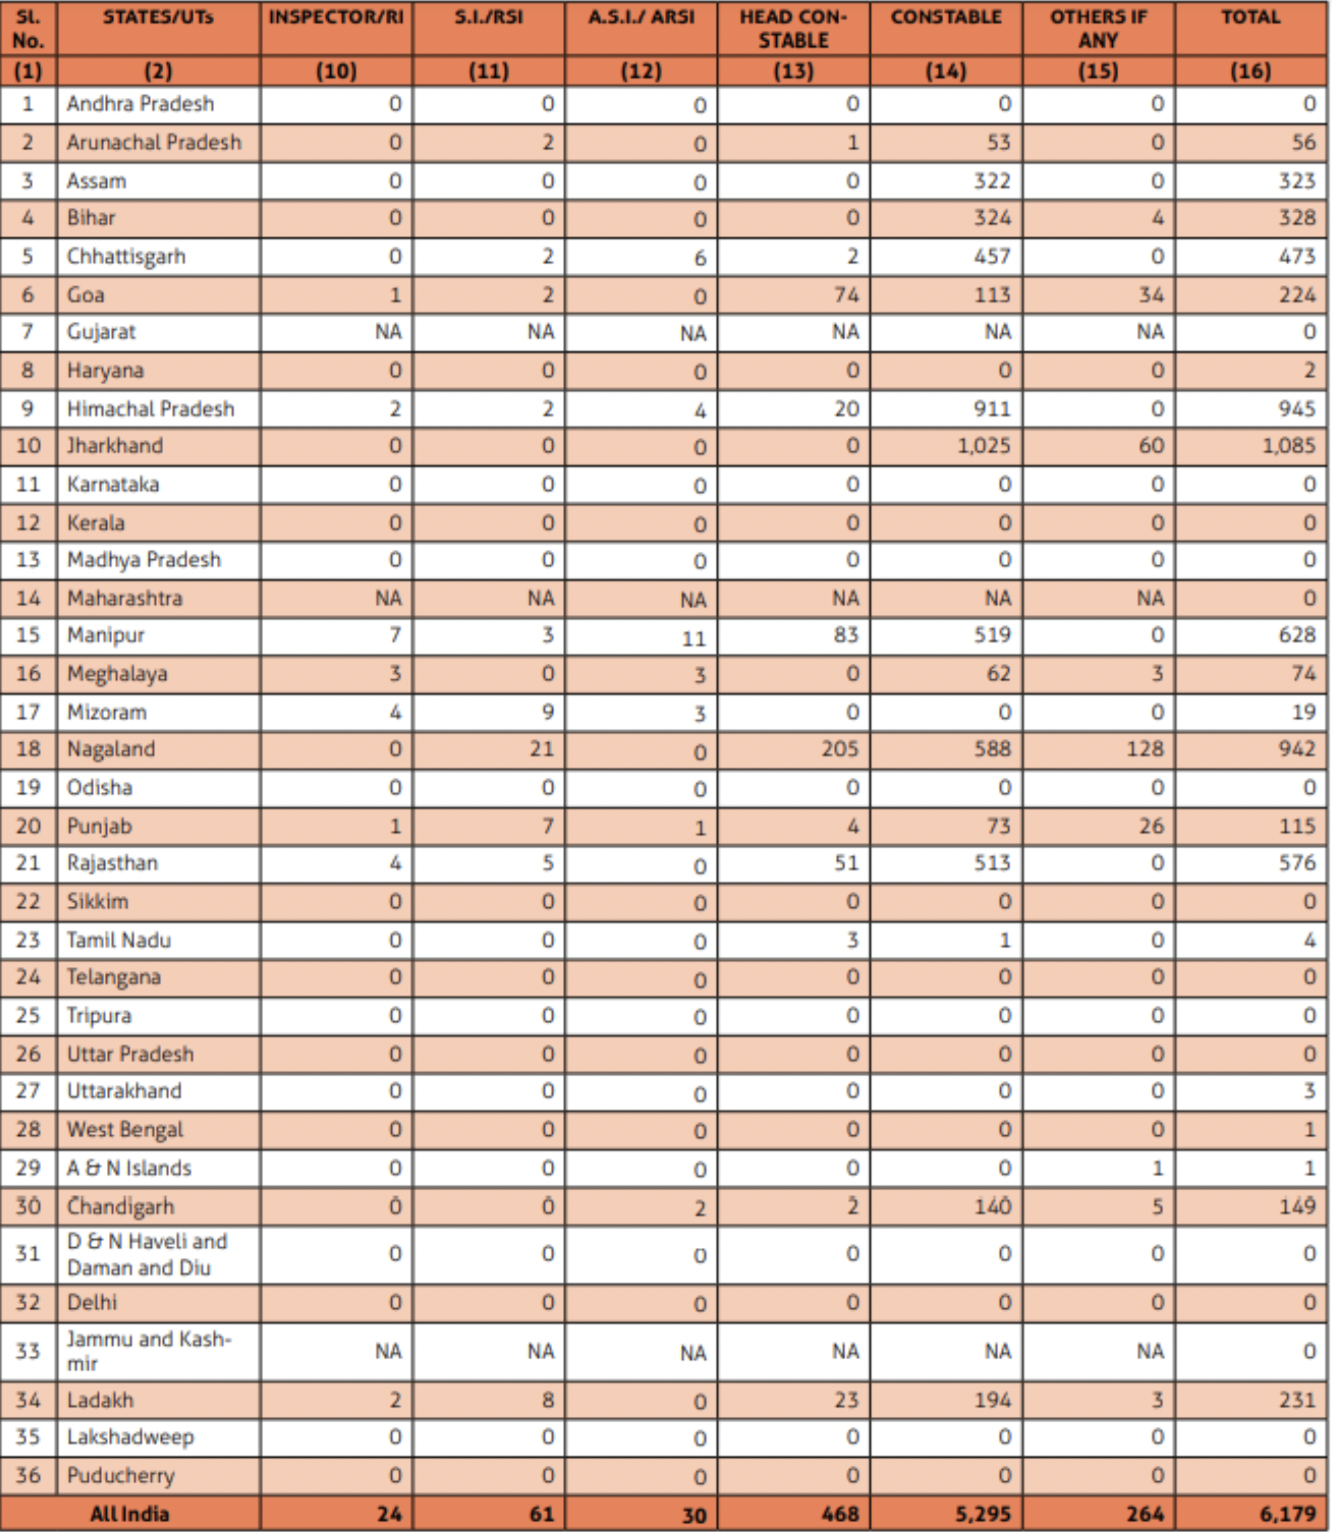 Sl. No. STATES/UTs INSPECTOR/RI S.I./RSI A.S.I./ ARSI HEAD CON-STABLE CONSTABLE OTHERS IF ANY TOTAL
(1) (2) (10) (11) (12) (13) (14) (15) (16)
1 Andhra Pradesh 0 0 0 0 0 0 0
2 Arunachal Pradesh 0 2 0 1 53 0 56
3 Assam 0 0 0 0 322 0 323
4 Bihar 0 0 0 0 324 4 328
5 Chhattisgarh 0 2 6 2 457 0 473
6 Goa 1 2 0 74 113 34 224
7 Gujarat NA NA NA NA NA NA 0
8 Haryana 0 0 0 0 0 0 2
9 Himachal Pradesh 2 2 4 20 911 0 945
10 Jharkhand 0 0 0 0 1,025 60 1,085
11 Karnataka 0 0 0 0 0 0 0
12 Kerala 0 0 0 0 0 0 0
13 Madhya Pradesh 0 0 0 0 0 0 0
14 Maharashtra NA NA NA NA NA NA 0
15 Manipur 7 3 11 83 519 0 628
16 Meghalaya 3 0 3 0 62 3 74
17 Mizoram 4 9 3 0 0 0 19
18 Nagaland 0 21 0 205 588 128 942
19 Odisha 0 0 0 0 0 0 0
20 Punjab 1 7 1 4 73 26 115
21 Rajasthan 4 5 0 51 513 0 576
22 Sikkim 0 0 0 0 0 0 0
23 Tamil Nadu 0 0 0 3 1 0 4
24 Telangana 0 0 0 0 0 0 0
25 Tripura 0 0 0 0 0 0 0
26 Uttar Pradesh 0 0 0 0 0 0 0
27 Uttarakhand 0 0 0 0 0 0 3
28 West Bengal 0 0 0 0 0 0 1
29 A & N Islands 0 0 0 0 0 1 1
30 Chandigarh 0 0 2 2 140 5 149
31 D & N Haveli and Daman and Diu 0 0 0 0 0 0 0
32 Delhi 0 0 0 0 0 0 0
33 Jammu and Kash-mir NA NA NA NA NA NA 0
34 Ladakh 2 8 0 23 194 3 231
35 Lakshadweep 0 0 0 0 0 0 0
36 Puducherry 0 0 0 0 0 0 0
All India 24 61 30 468 5,295 264 6,179